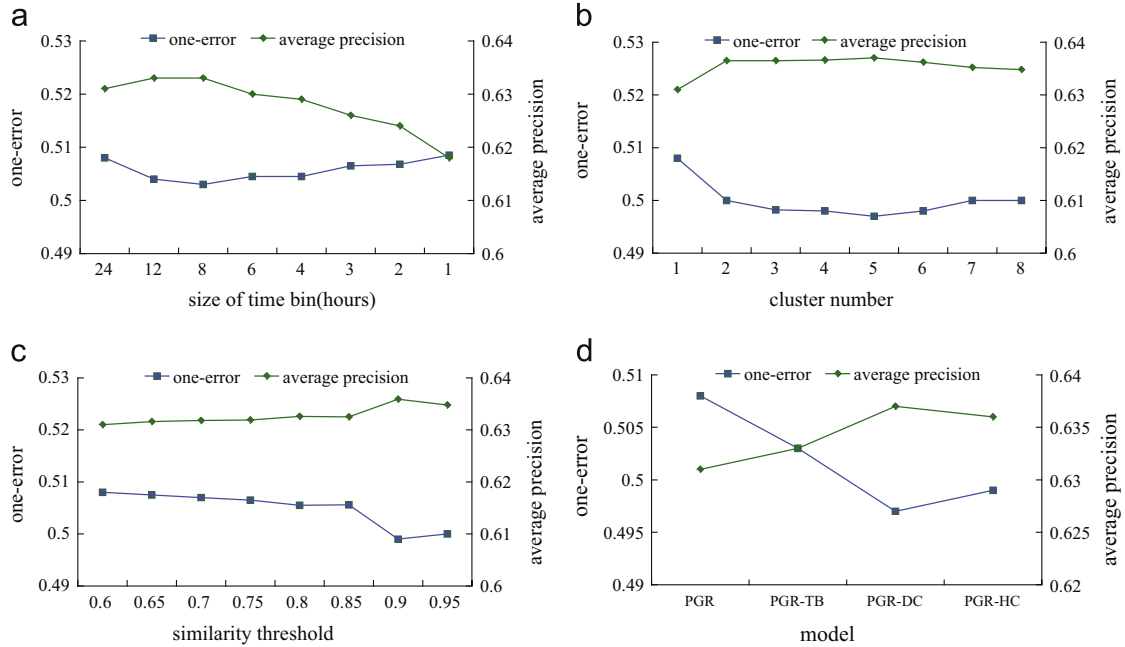 a
one-error average precision
0.53
0.52
0.51
0.5
0.49
0.64
0.63
0.62
0.61
0.6
one-error
average precision
24 12 8 6 4 3 2 1
size of time bin(hours)
b
one-error average precision
0.53
0.52
0.51
0.5
0.49
0.64
0.63
0.62
0.61
0.6
one-error
average precision
1 2 3 4 5 6 7 8
cluster number
c
one-error average precision
0.53
0.52
0.51
0.5
0.49
0.64
0.63
0.62
0.61
0.6
one-error
average precision
0.6 0.65 0.7 0.75 0.8 0.85 0.9 0.95
similarity threshold
d
one-error average precision
0.51
0.505
0.5
0.495
0.49
0.64
0.635
0.63
0.625
0.62
one-error
average precision
PGR PGR-TB PGR-DC PGR-HC
model